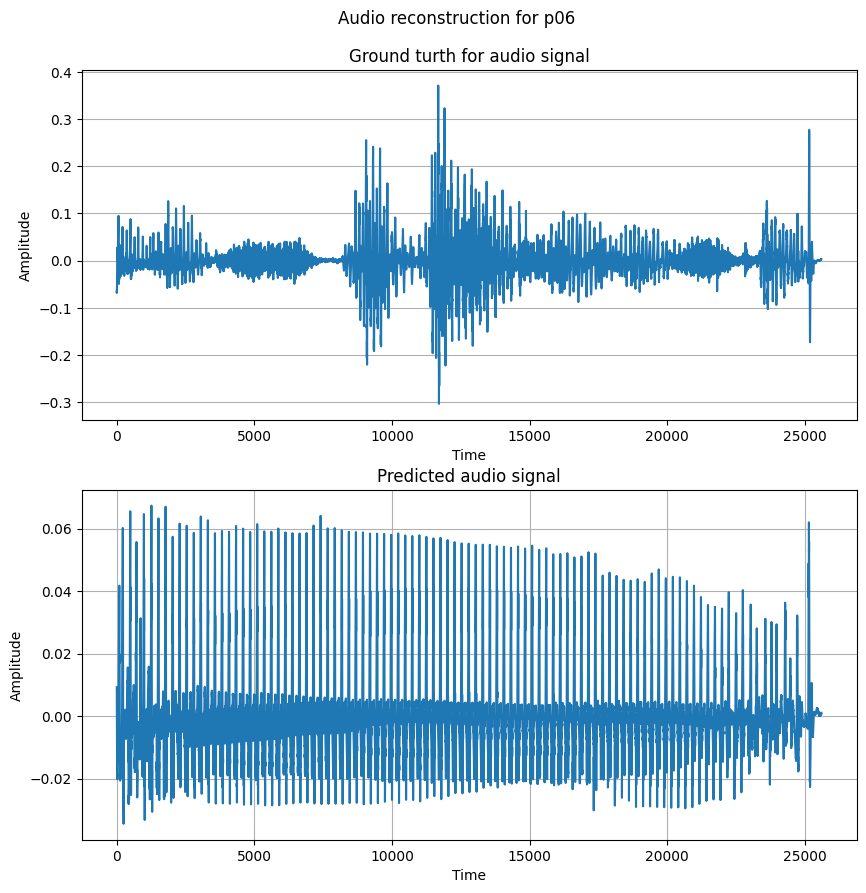 Audio reconstruction for p06
Ground turth for audio signal
0.4
0.3
0.2
0.1
0.0
−0.1
−0.2
−0.3
Amplitude
0 5000 10000 15000 20000 25000
Time
Predicted audio signal
0.06
0.04
0.02
0.00
−0.02
Amplitude
0 5000 10000 15000 20000 25000
Time